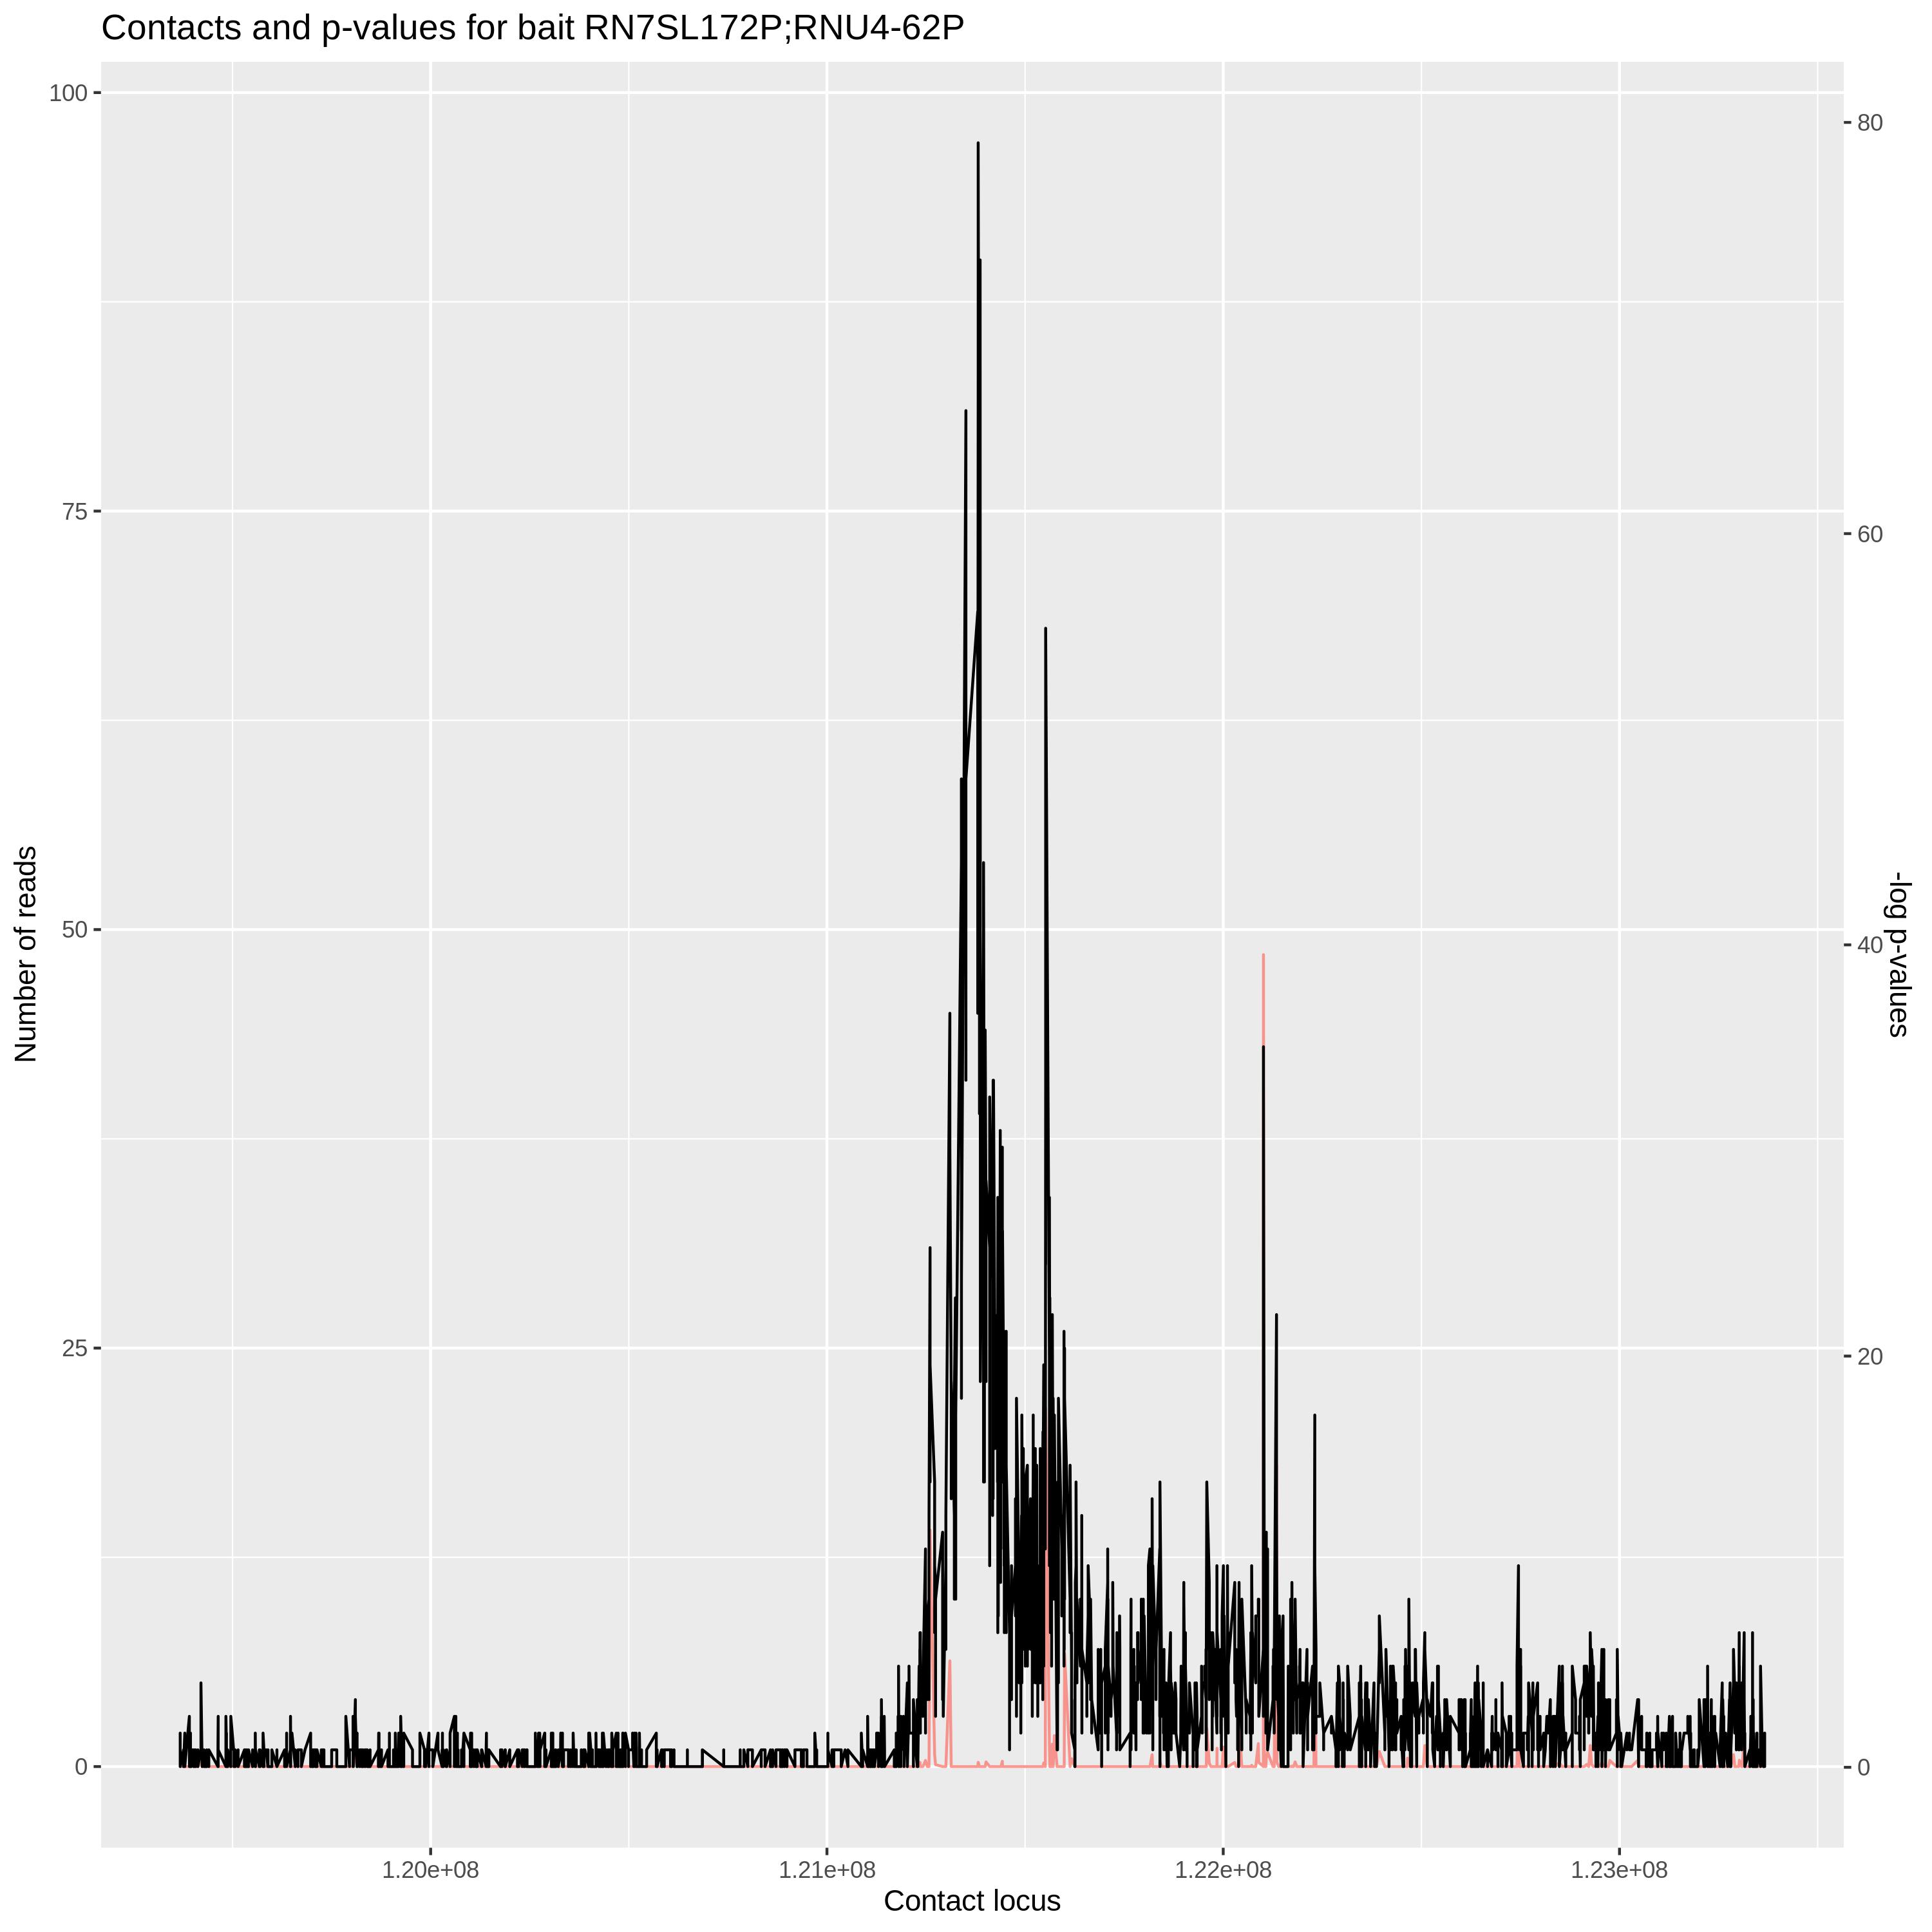 Contacts and p-values for bait RN7SL172P;RNU4-62P
100
75
50
25
0
Number of reads
80
60
40
20
0
-log p-values
1.20e+08
1.21e+08
1.22e+08
1.23e+08
Contact locus